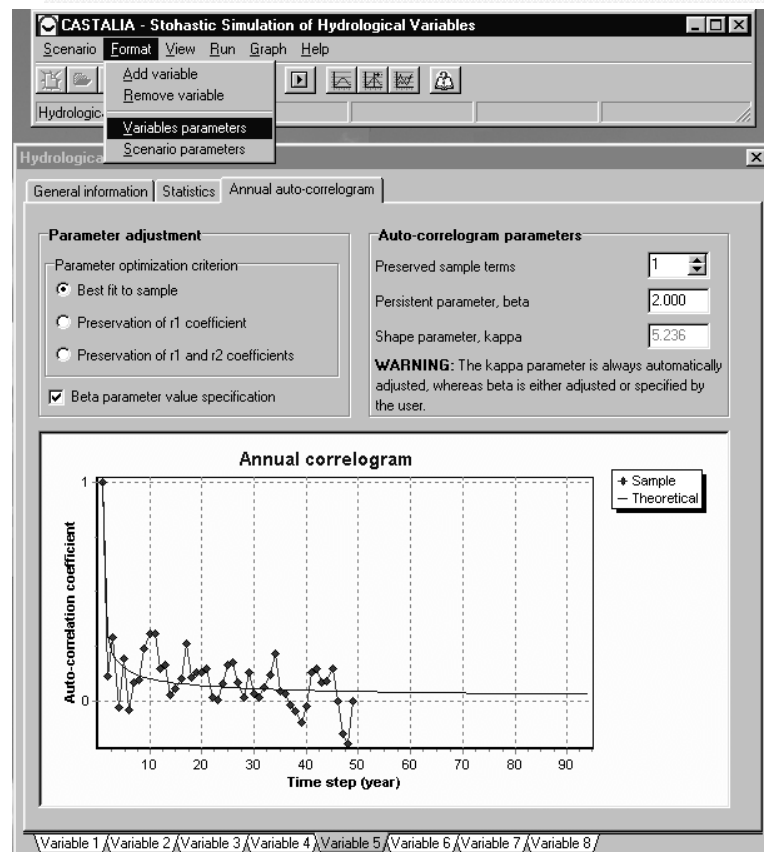 CASTALIA - Stohastic Simulation of Hydrological Variables
Scenario Format View Run Graph Help
Add variable
Remove variable
Hydrologic
Variables parameters
Scenario parameters
Hydrological
General information Statistics Annual auto-correlogram
Parameter adjustment
Parameter optimization criterion
Best fit to sample
Preservation of r1 coefficient
Preservation of r1 and r2 coefficients
Beta parameter value specification
Auto-correlogram parameters
Preserved sample terms 1
Persistent parameter, beta 2.000
Shape parameter, kappa 5.236
WARNING: The kappa parameter is always automatically
adjusted, whereas beta is either adjusted or specified by
the user.
Annual correlogram
Sample
Theoretical
1
0
Auto-correlation coefficient
10 20 30 40 50 60 70 80 90
Time step (year)
Variable 1 Variable 2 Variable 3 Variable 4 Variable 5 Variable 6 Variable 7 Variable 8